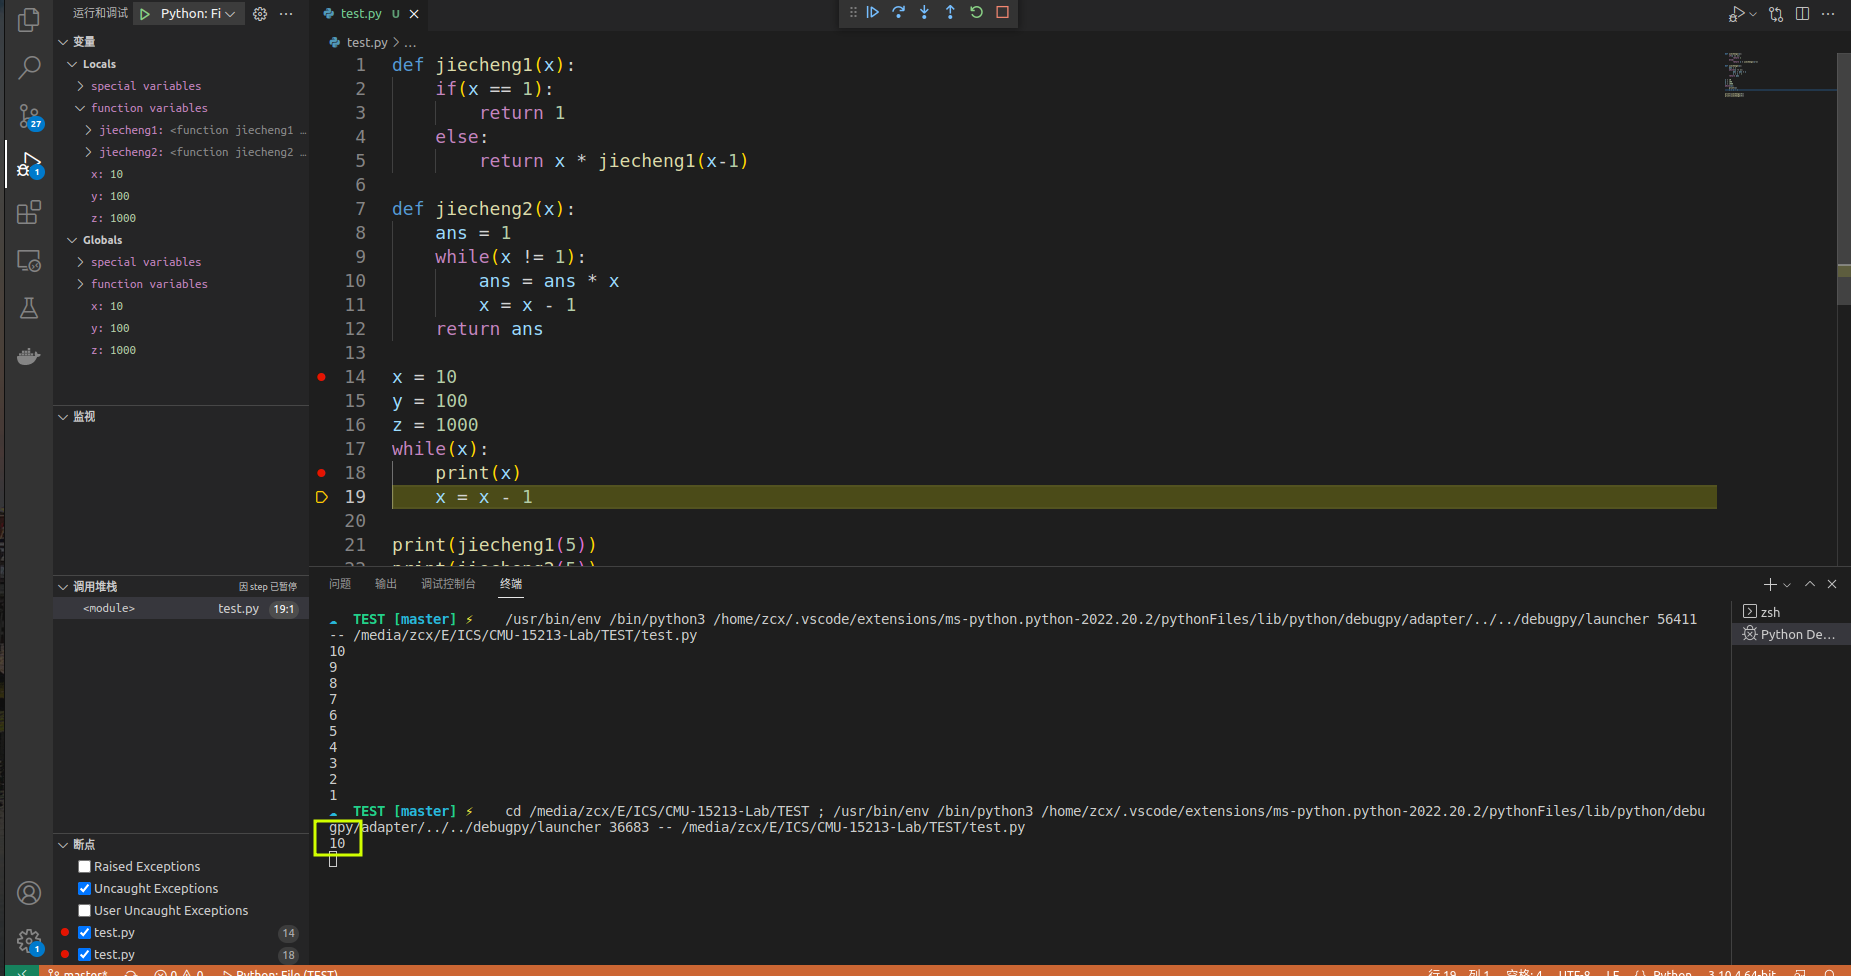 运行和调试 Python: Fi
变量
Locals
special variables
function variables
jiecheng1: <function jiecheng1 ...
jiecheng2: <function jiecheng2 ...
x: 10
y: 100
z: 1000
Globals
special variables
function variables
x: 10
y: 100
z: 1000
监视
调用堆栈 因 step 已暂停
<module> test.py 19:1
断点
Raised Exceptions
Uncaught Exceptions
User Uncaught Exceptions
test.py 14
test.py 18
27
1
1
test.py U
test.py > ...
1 def jiecheng1(x):
2 if(x == 1):
3 return 1
4 else:
5 return x * jiecheng1(x-1)
6
7 def jiecheng2(x):
8 ans = 1
9 while(x != 1):
10 ans = ans * x
11 x = x - 1
12 return ans
13
14 x = 10
15 y = 100
16 z = 1000
17 while(x):
18 print(x)
19 x = x - 1
20
21 print(jiecheng1(5))
22 print(jiecheng2(5))
问题 输出 调试控制台 终端
TEST [master] ⚡ /usr/bin/env /bin/python3 /home/zcx/.vscode/extensions/ms-python.python-2022.20.2/pythonFiles/lib/python/debugpy/adapter/../../debugpy/launcher 56411
-- /media/zcx/E/ICS/CMU-15213-Lab/TEST/test.py
10
9
8
7
6
5
4
3
2
1
TEST [master] ⚡ cd /media/zcx/E/ICS/CMU-15213-Lab/TEST ; /usr/bin/env /bin/python3 /home/zcx/.vscode/extensions/ms-python.python-2022.20.2/pythonFiles/lib/python/debu
gpy/adapter/../../debugpy/launcher 36683 -- /media/zcx/E/ICS/CMU-15213-Lab/TEST/test.py
10
zsh
Python De...
master* 0 0 Python: File (TEST) 行 19, 列 1 空格: 4 UTF-8 LF Python 3.10.4 64-bit